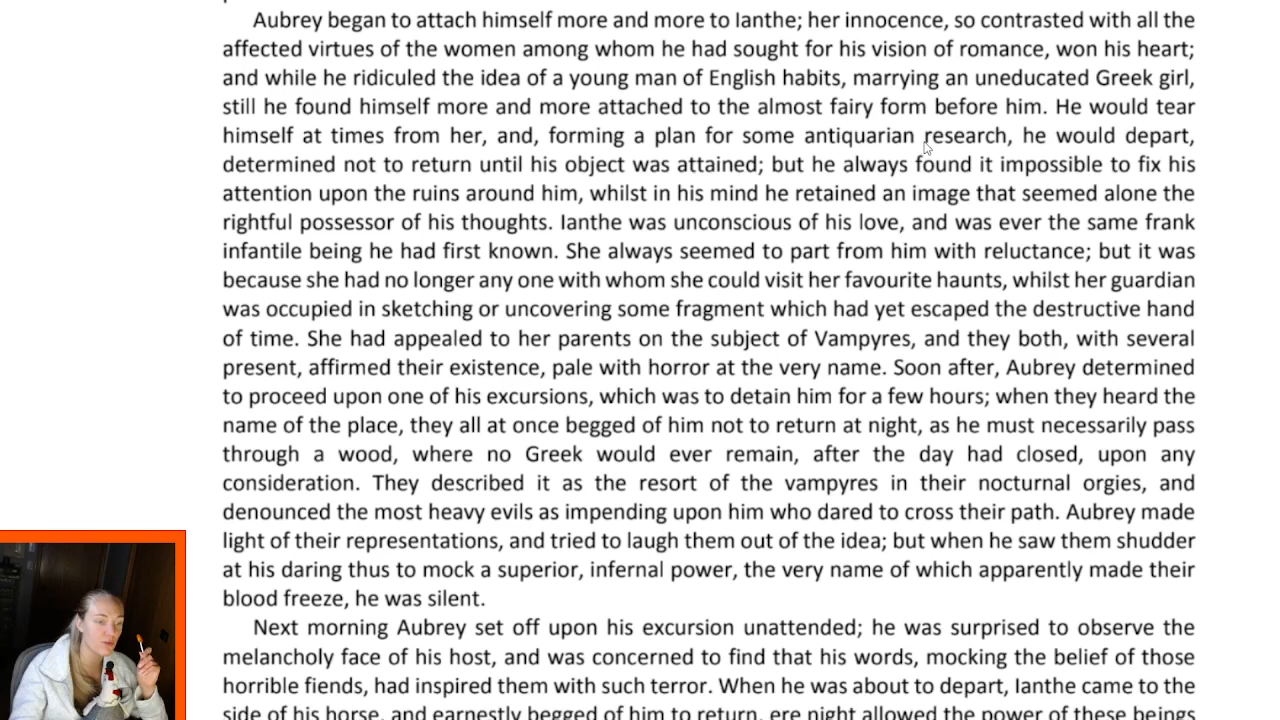 Aubrey began to attach himself more and more to Ianthe; her innocence, so contrasted with all the
affected virtues of the women among whom he had sought for his vision of romance, won his heart;
and while he ridiculed the idea of a young man of English habits, marrying an uneducated Greek girl,
still he found himself more and more attached to the almost fairy form before him. He would tear
himself at times from her, and, forming a plan for some antiquarian research, he would depart,
determined not to return until his object was attained; but he always found it impossible to fix his
attention upon the ruins around him, whilst in his mind he retained an image that seemed alone the
rightful possessor of his thoughts. Ianthe was unconscious of his love, and was ever the same frank
infantile being he had first known. She always seemed to part from him with reluctance; but it was
because she had no longer any one with whom she could visit her favourite haunts, whilst her guardian
was occupied in sketching or uncovering some fragment which had yet escaped the destructive hand
of time. She had appealed to her parents on the subject of Vampyres, and they both, with several
present, affirmed their existence, pale with horror at the very name. Soon after, Aubrey determined
to proceed upon one of his excursions, which was to detain him for a few hours; when they heard the
name of the place, they all at once begged of him not to return at night, as he must necessarily pass
through a wood, where no Greek would ever remain, after the day had closed, upon any
consideration. They described it as the resort of the vampyres in their nocturnal orgies, and
denounced the most heavy evils as impending upon him who dared to cross their path. Aubrey made
light of their representations, and tried to laugh them out of the idea; but when he saw them shudder
at his daring thus to mock a superior, infernal power, the very name of which apparently made their
blood freeze, he was silent.
Next morning Aubrey set off upon his excursion unattended; he was surprised to observe the
melancholy face of his host, and was concerned to find that his words, mocking the belief of those
horrible fiends, had inspired them with such terror. When he was about to depart, Ianthe came to the
side of his horse, and earnestly begged of him to return, ere night allowed the power of these beings